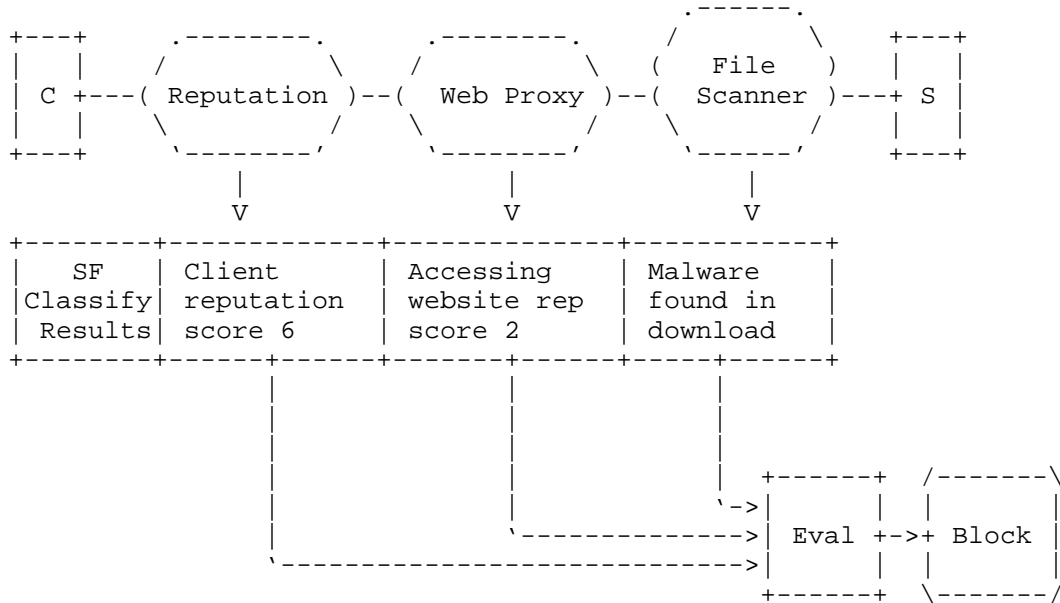 File
C Reputation Web Proxy Scanner S
SF Client Accessing Malware
Classify reputation website rep found in
Results score 6 score 2 download
Eval Block